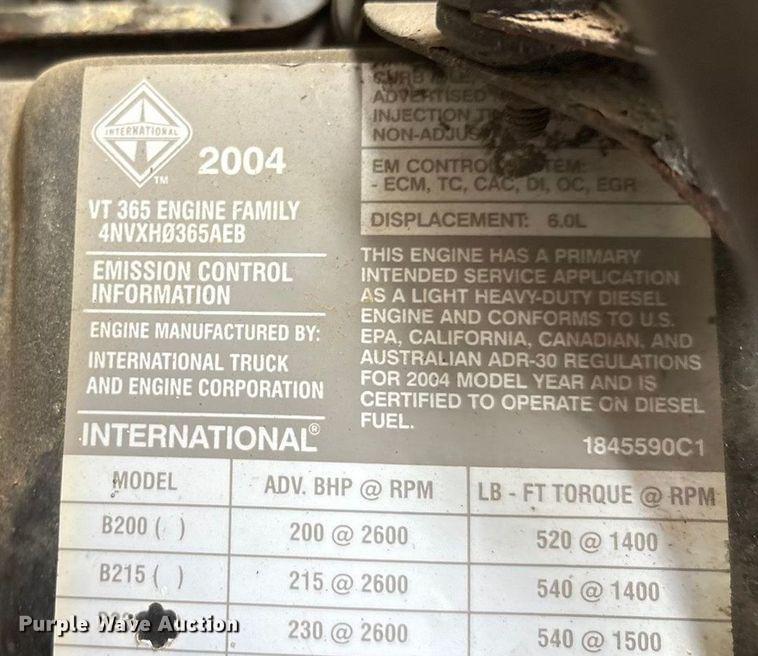 INTERNATIONAL
TM
2004
VT 365 ENGINE FAMILY
4NVXHØ365AEB
EMISSION CONTROL
INFORMATION
ENGINE MANUFACTURED BY:
INTERNATIONAL TRUCK
AND ENGINE CORPORATION
INTERNATIONAL®
CURB
ADVERTISED
INJECTION
EM CONTROL
- ECM, TC, CAC, DI, OC, EGR
DISPLACEMENT: 6.0L
THIS ENGINE HAS A PRIMARY
INTENDED SERVICE APPLICATION
AS A LIGHT HEAVY-DUTY DIESEL
ENGINE AND CONFORMS TO U.S.
EPA, CALIFORNIA, CANADIAN, AND
AUSTRALIAN ADR-30 REGULATIONS
FOR 2004 MODEL YEAR AND IS
CERTIFIED TO OPERATE ON DIESEL
FUEL.
1845590C1
MODEL ADV. BHP @ RPM LB - FT TORQUE @ RPM
B200 ( ) 200 @ 2600 520 @ 1400
B215 ( ) 215 @ 2600 540 @ 1400
230 @ 2600 540 @ 1500
Purple Wave Auction